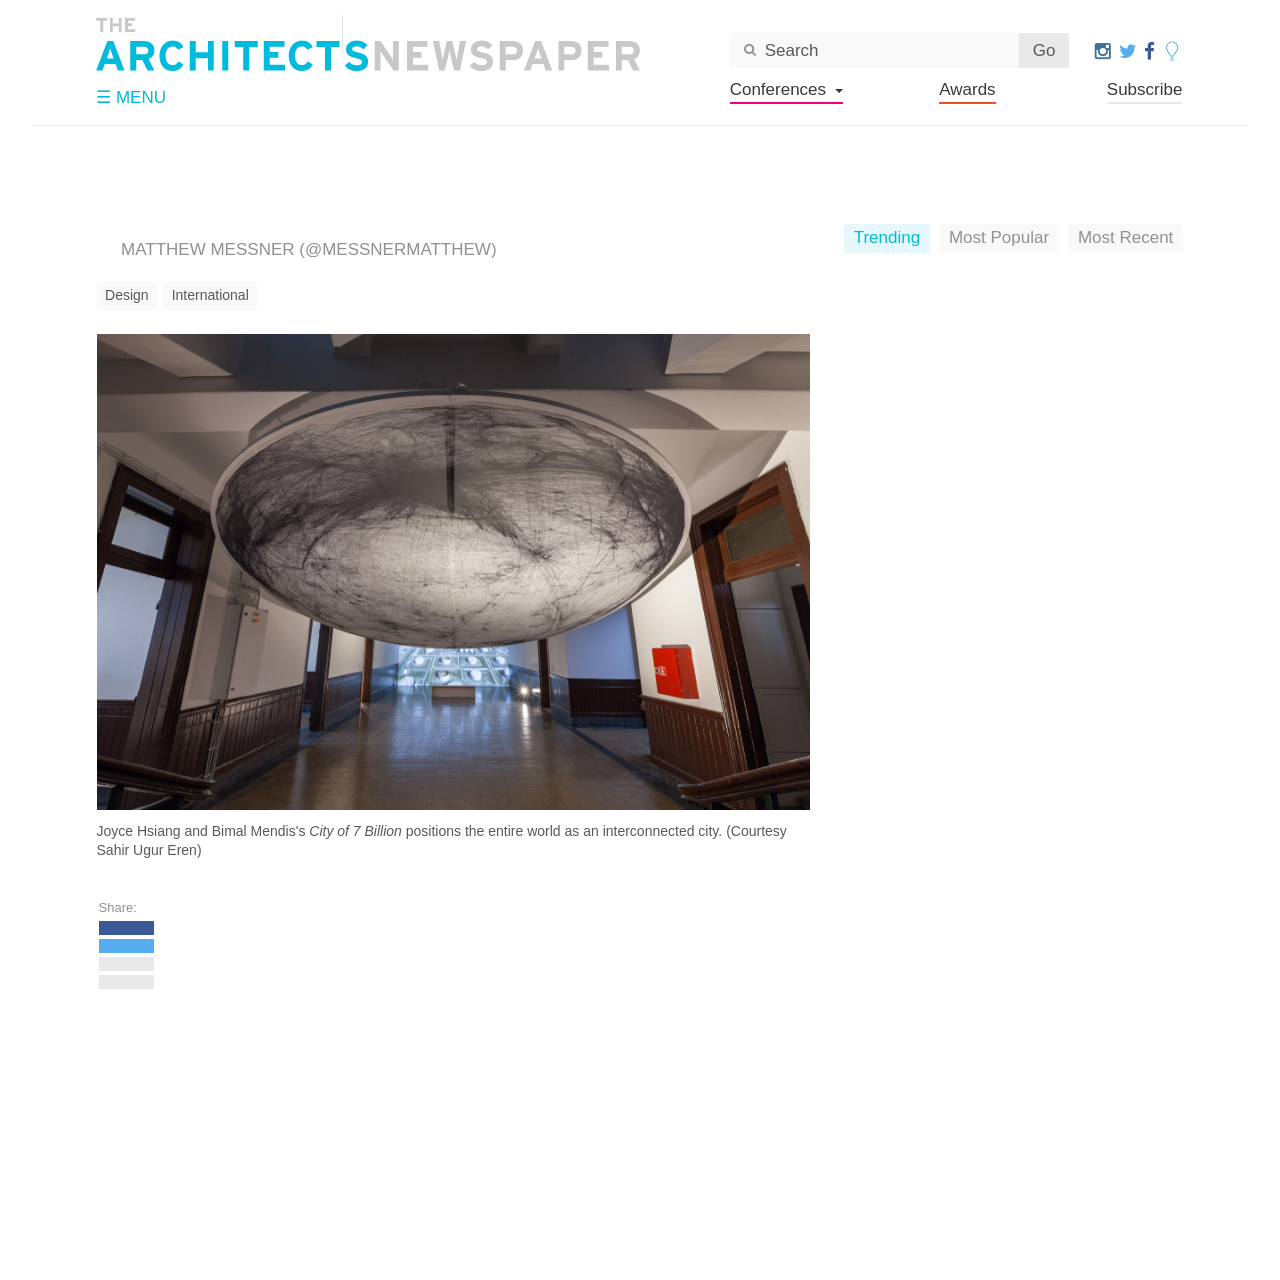 THE
ARCHITECTSNEWSPAPER
Search
Go
☰ MENU
Conferences
Awards
Subscribe
MATTHEW MESSNER (@MESSNERMATTHEW)
Trending
Most Popular
Most Recent
Design
International
Joyce Hsiang and Bimal Mendis's City of 7 Billion positions the entire world as an interconnected city. (Courtesy
Sahir Ugur Eren)
Share: